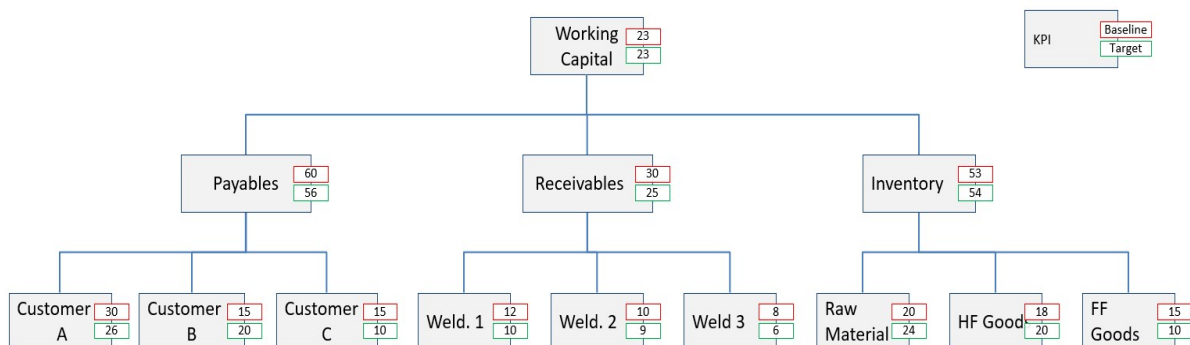 Working
Capital
23
23
KPI
Baseline
Target
Payables
60
56
Receivables
30
25
Inventory
53
54
Customer
A
30
26
Customer
B
15
20
Customer
C
15
10
Weld. 1
12
10
Weld. 2
10
9
Weld 3
8
6
Raw
Material
20
24
HF Goods
18
20
FF
Goods
15
10